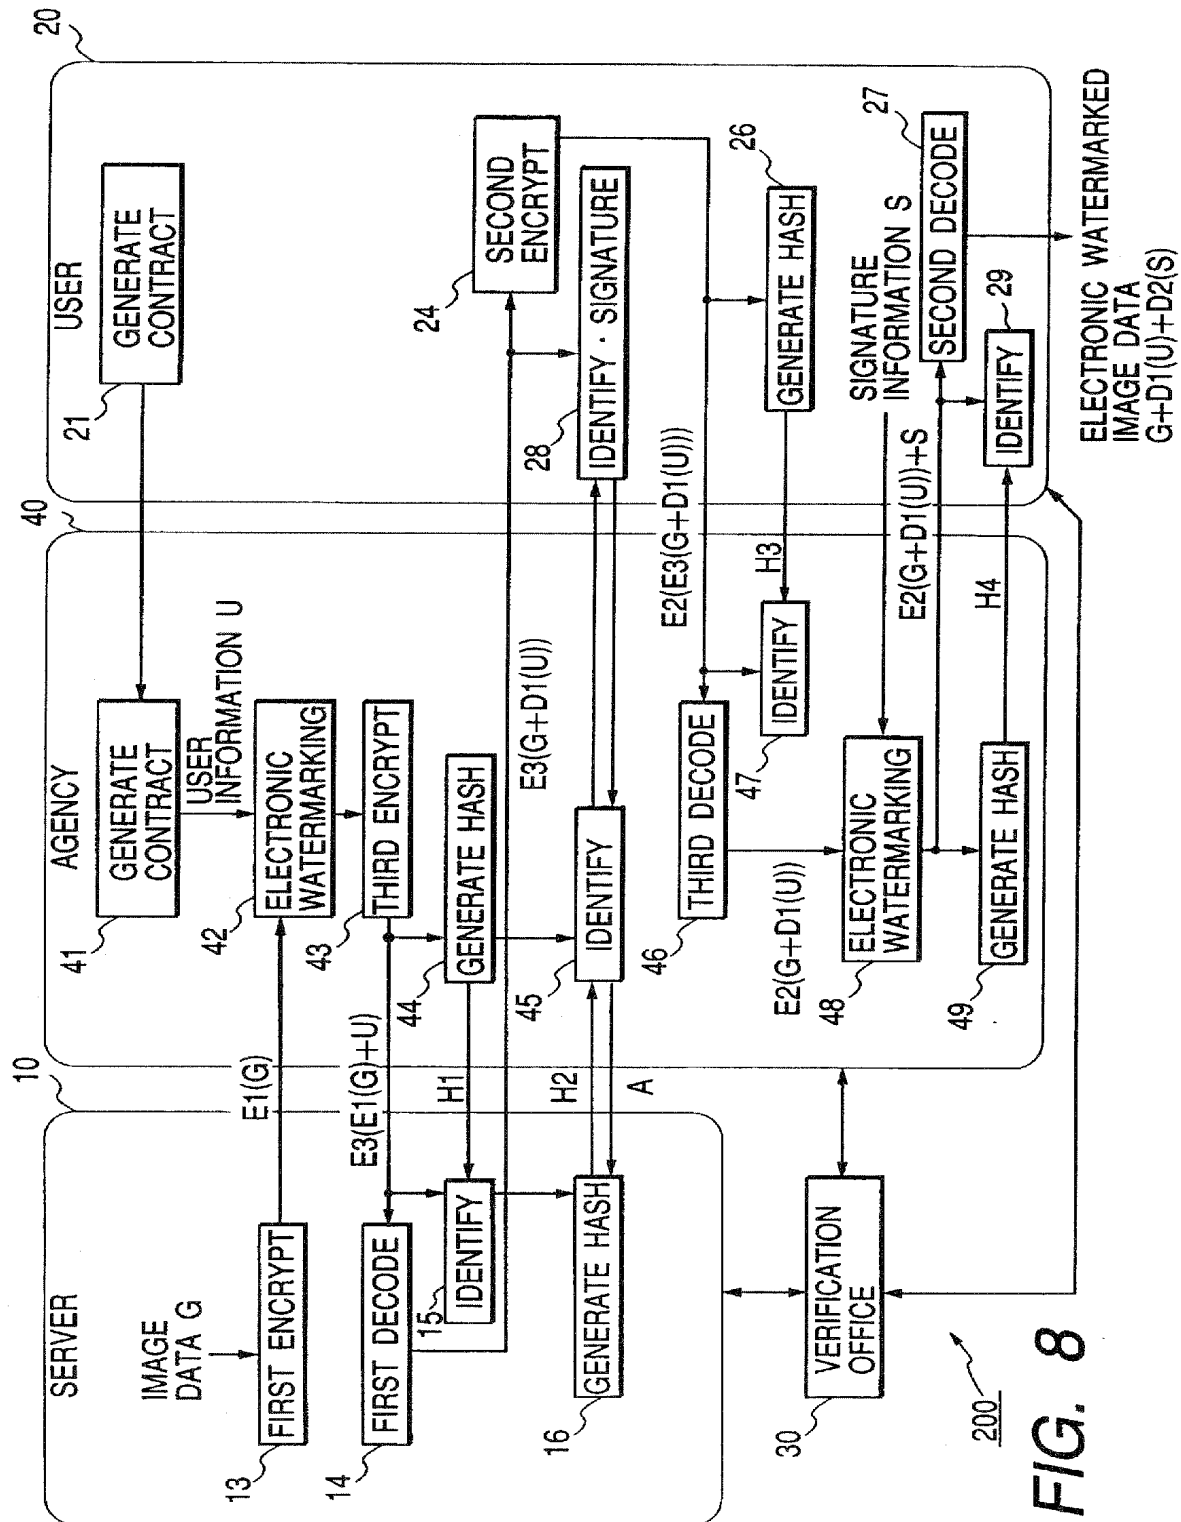 SERVER
10
IMAGE
DATA G
FIRST ENCRYPT
13
E1(G)
FIRST DECODE
14
E3(E1(G)+U)
IDENTIFY
15
H1
GENERATE HASH
16
H2
A
AGENCY
40
GENERATE
CONTRACT
41
USER
INFORMATION U
ELECTRONIC
WATERMARKING
42
THIRD ENCRYPT
43
GENERATE HASH
44
IDENTIFY
45
E3(G+D1(U))
THIRD DECODE
46
E2(E3(G+D1(U)))
IDENTIFY
47
H3
E2(G+D1(U))
ELECTRONIC
WATERMARKING
48
E2(G+D1(U))+S
GENERATE HASH
49
H4
USER
20
GENERATE
CONTRACT
21
SECOND
ENCRYPT
24
IDENTIFY · SIGNATURE
28
GENERATE HASH
26
SIGNATURE
INFORMATION S
SECOND DECODE
27
IDENTIFY
29
ELECTRONIC WATERMARKED
IMAGE DATA
G+D1(U)+D2(S)
VERIFICATION
OFFICE
30
200
FIG. 8